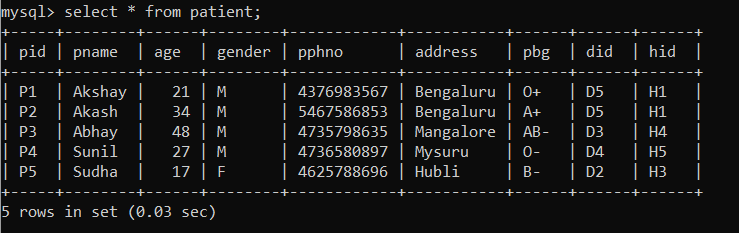 mysql> select * from patient;
+-----+--------+------+--------+------------+-----------+------+------+------+
| pid | pname  | age  | gender | pphno      | address   | pbg  | did  | hid  |
+-----+--------+------+--------+------------+-----------+------+------+------+
| P1  | Akshay |   21 | M      | 4376983567 | Bengaluru | O+   | D5   | H1   |
| P2  | Akash  |   34 | M      | 5467586853 | Bengaluru | A+   | D5   | H1   |
| P3  | Abhay  |   48 | M      | 4735798635 | Mangalore | AB-  | D3   | H4   |
| P4  | Sunil  |   27 | M      | 4736580897 | Mysuru    | O-   | D4   | H5   |
| P5  | Sudha  |   17 | F      | 4625788696 | Hubli     | B-   | D2   | H3   |
+-----+--------+------+--------+------------+-----------+------+------+------+
5 rows in set (0.03 sec)